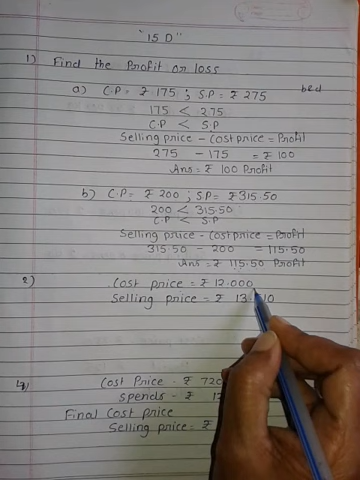 "15 D"
1) Find the Profit or loss
a) C.P = ₹ 175 ; S.P = ₹ 275
175 < 275
C.P < S.P
Selling price - Cost price = Profit
275 - 175 = ₹ 100
Ans = ₹ 100 Profit
b) C.P = ₹ 200 ; S.P = ₹ 315.50
200 < 315.50
C.P < S.P
Selling price - Cost price = Profit
315.50 - 200 = 115.50
Ans = ₹ 115.50 Profit
2) Cost price = ₹ 12.000
Selling price = ₹
Cost Price - ₹ 720
spends - ₹
Final Cost price
Selling price = ₹